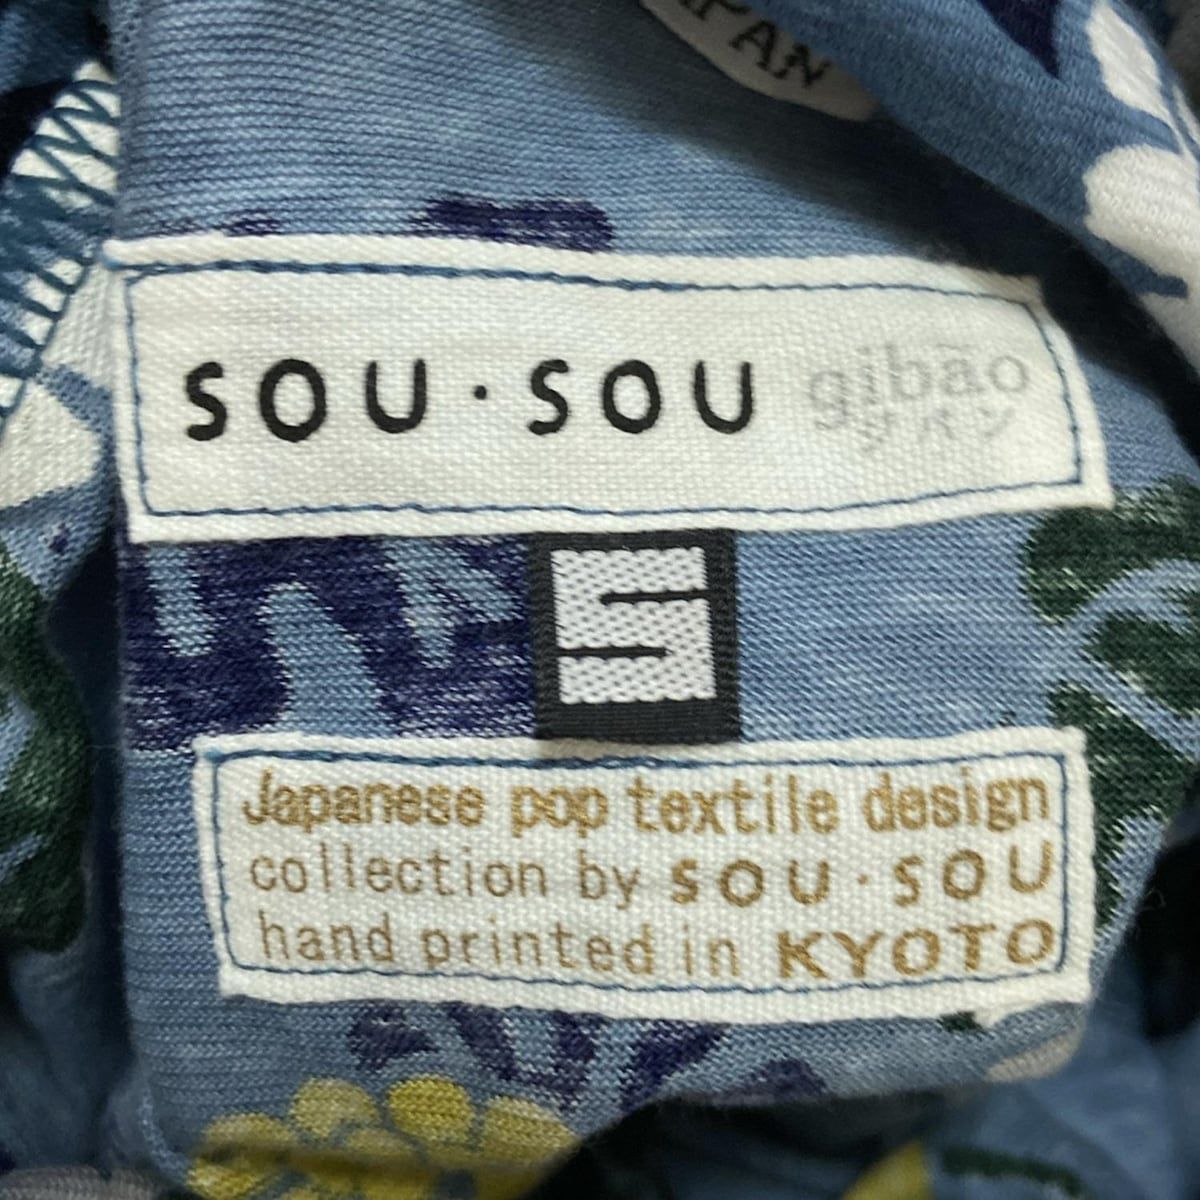 SOU・SOU gibão
ジバン
S
Japanese pop textile design
collection by SOU・SOU
hand printed in KYOTO